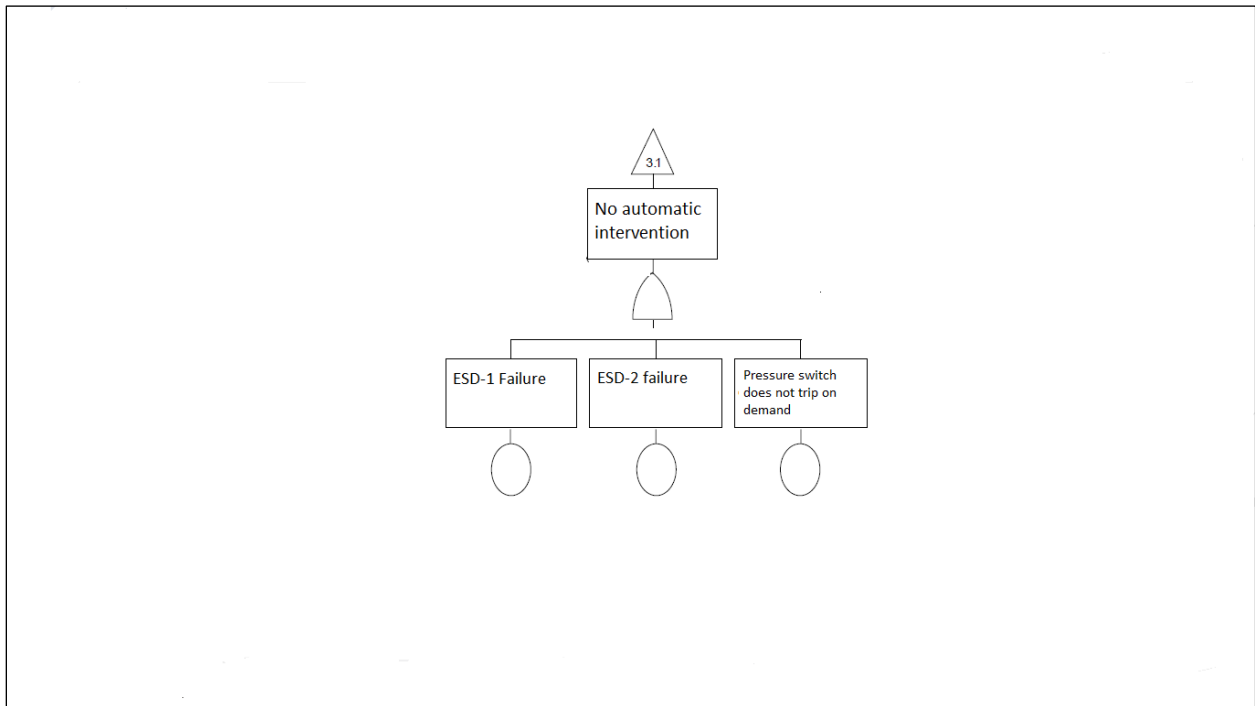 3.1
No automatic
intervention
ESD-1 Failure
ESD-2 failure
Pressure switch
does not trip on
demand